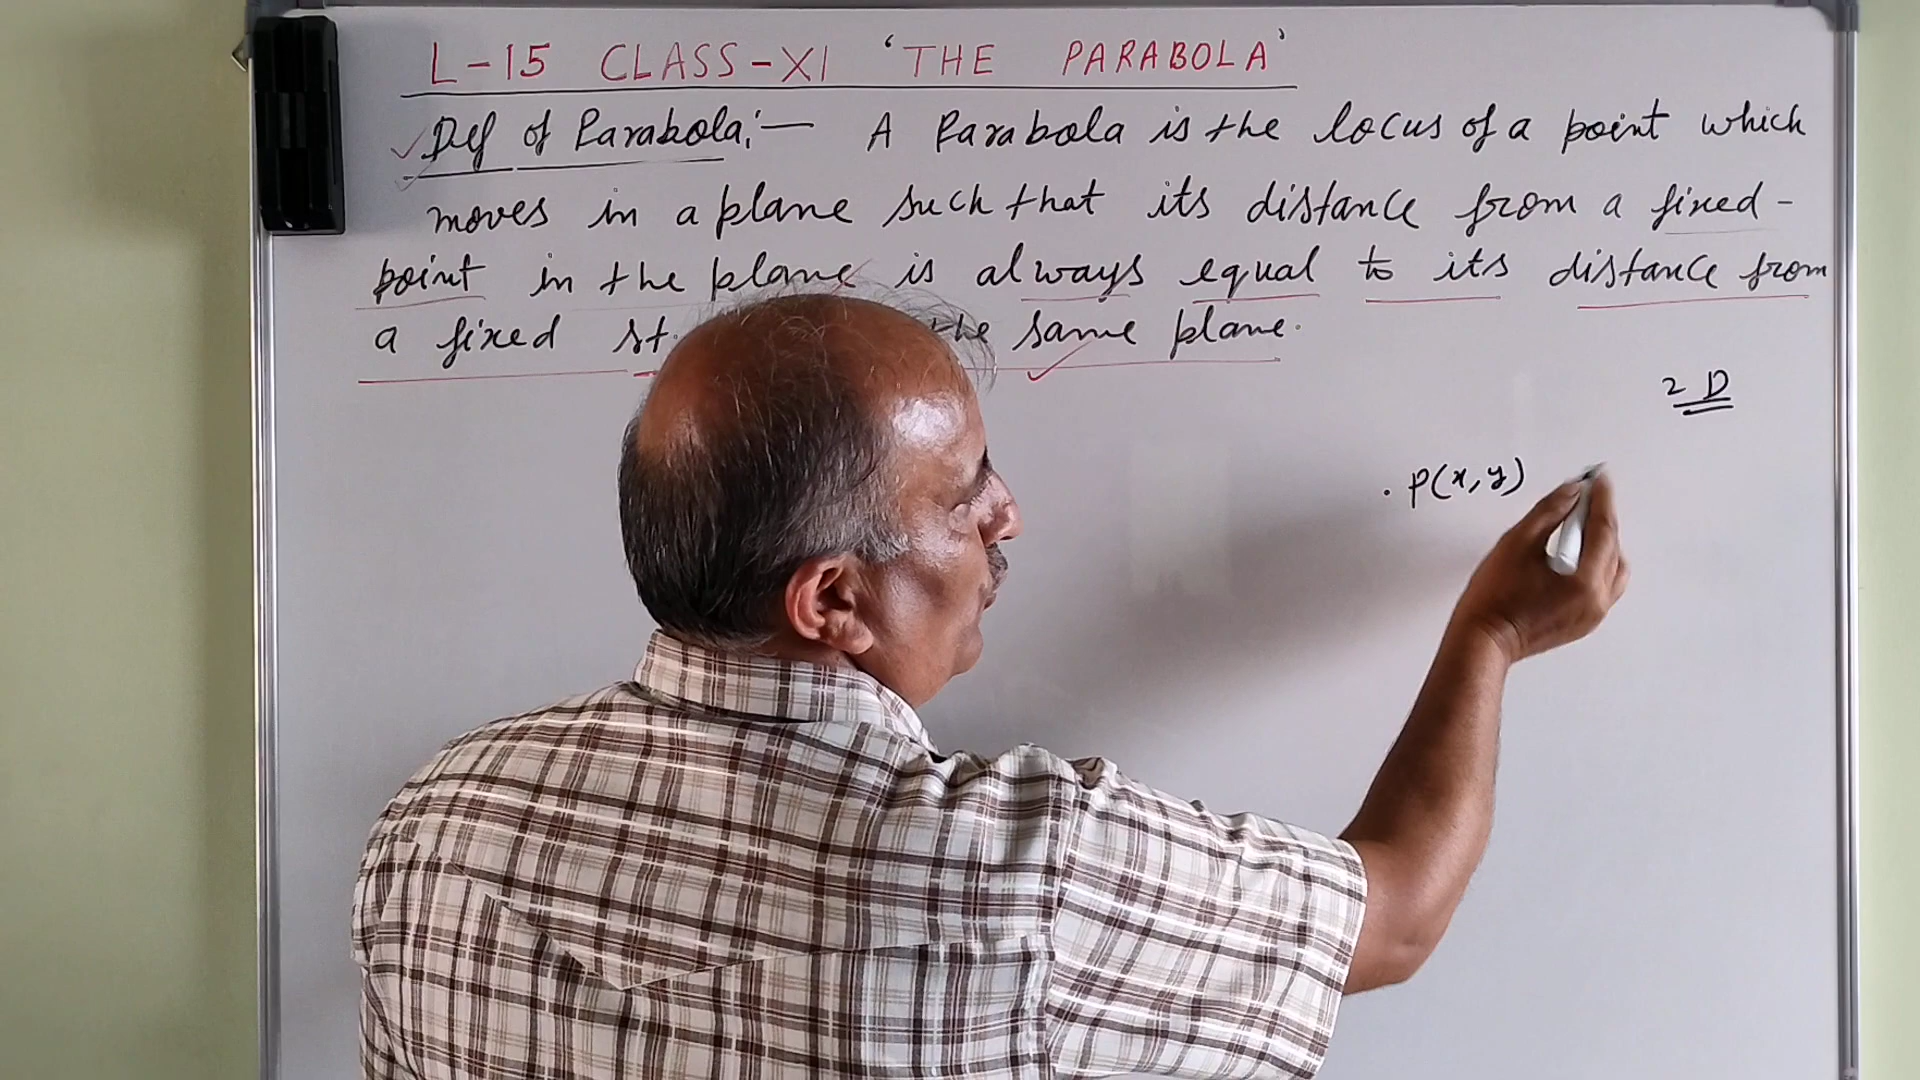 L-15 CLASS-XI 'THE PARABOLA'
Def of Parabola:— A Parabola is the locus of a point which
moves in a plane such that its distance from a fixed-
point in the plane is always equal to its distance from
a fixed st. the same plane.
2 D
. P(x, y)